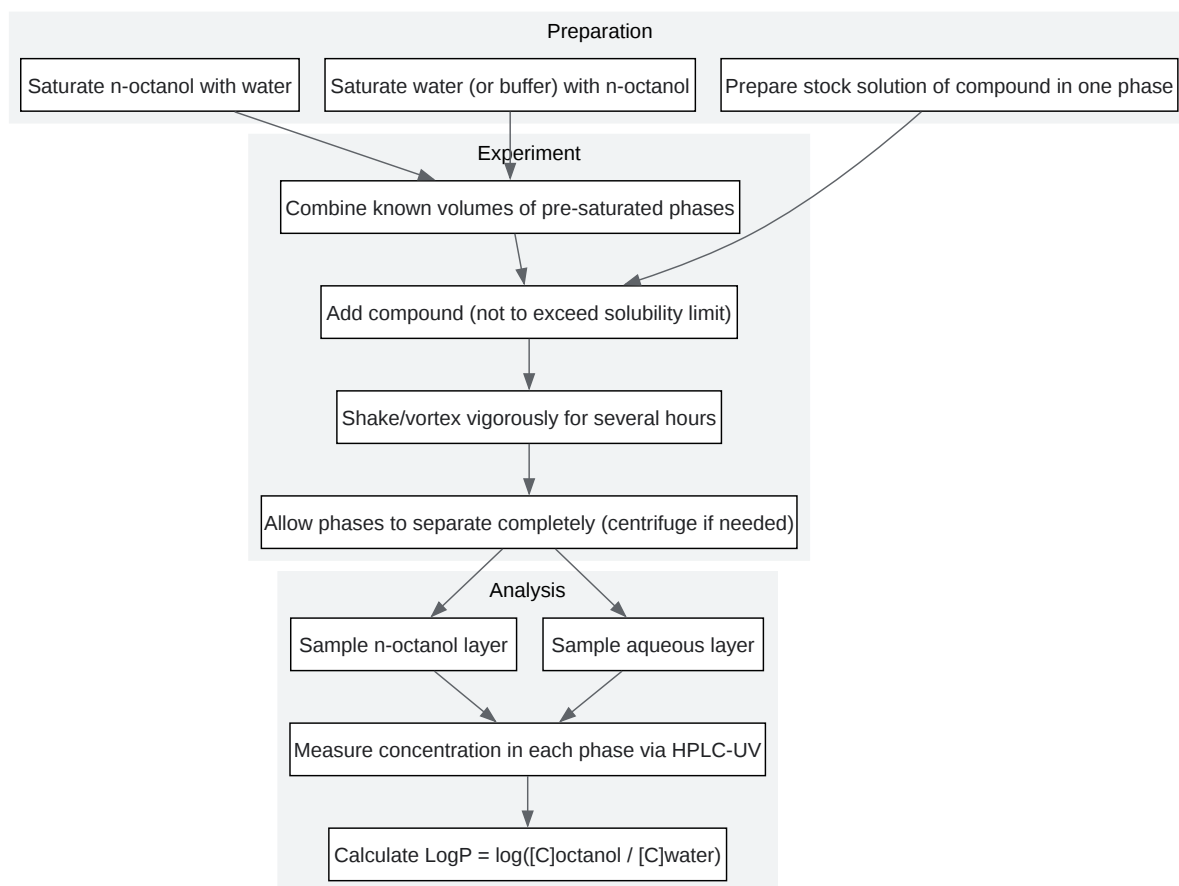 Preparation
Saturate n-octanol with water
Saturate water (or buffer) with n-octanol
Prepare stock solution of compound in one phase
Experiment
Combine known volumes of pre-saturated phases
Add compound (not to exceed solubility limit)
Shake/vortex vigorously for several hours
Allow phases to separate completely (centrifuge if needed)
Analysis
Sample n-octanol layer
Sample aqueous layer
Measure concentration in each phase via HPLC-UV
Calculate LogP = log([C]octanol / [C]water)